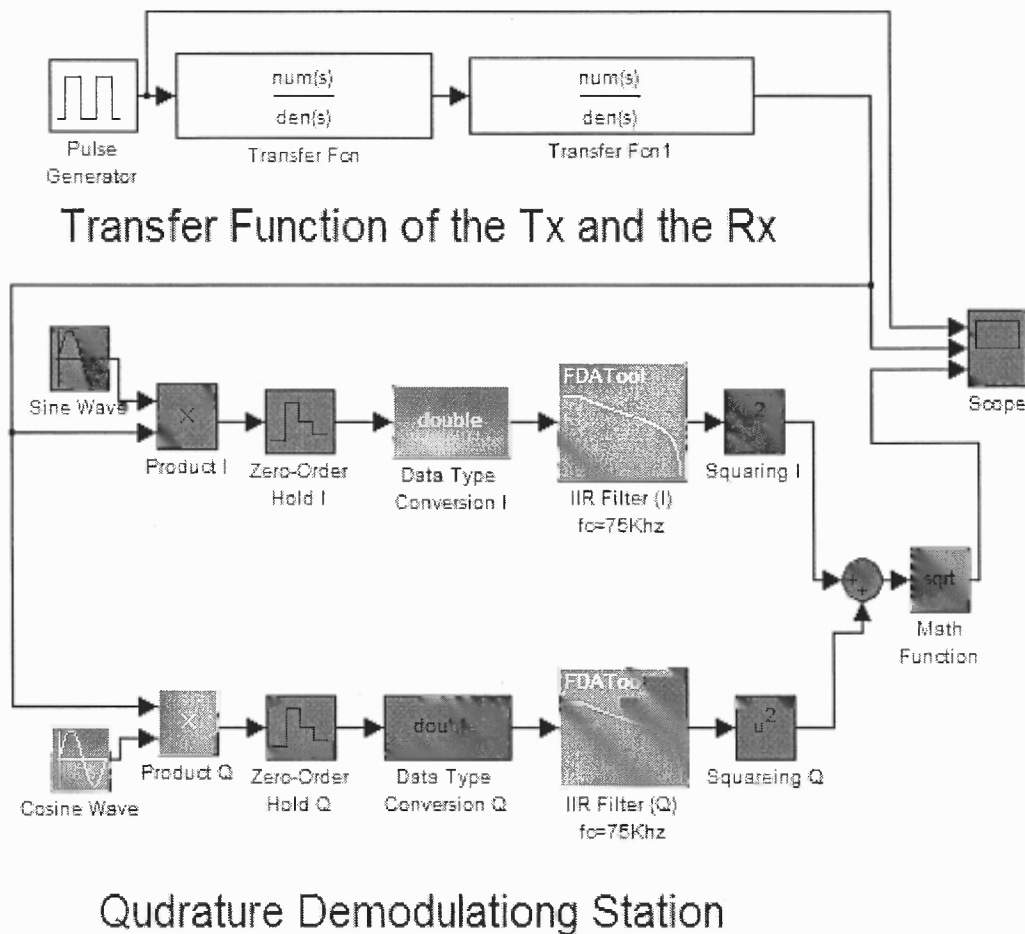 num(s)
den(s)
num(s)
den(s)
Pulse
Generator
Transfer Fcn
Transfer Fcn1
Transfer Function of the Tx and the Rx
Sine Wave
X
Product I
Zero-Order
Hold I
double
Data Type
Conversion I
FDATool
IIR Filter (I)
fc=75Khz
2
Squaring I
Scope
+
+
sqrt
Math
Function
Cosine Wave
X
Product Q
Zero-Order
Hold Q
double
Data Type
Conversion Q
FDATool
IIR Filter (Q)
fc=75Khz
u²
Squareing Q
Qudrature Demodulationg Station